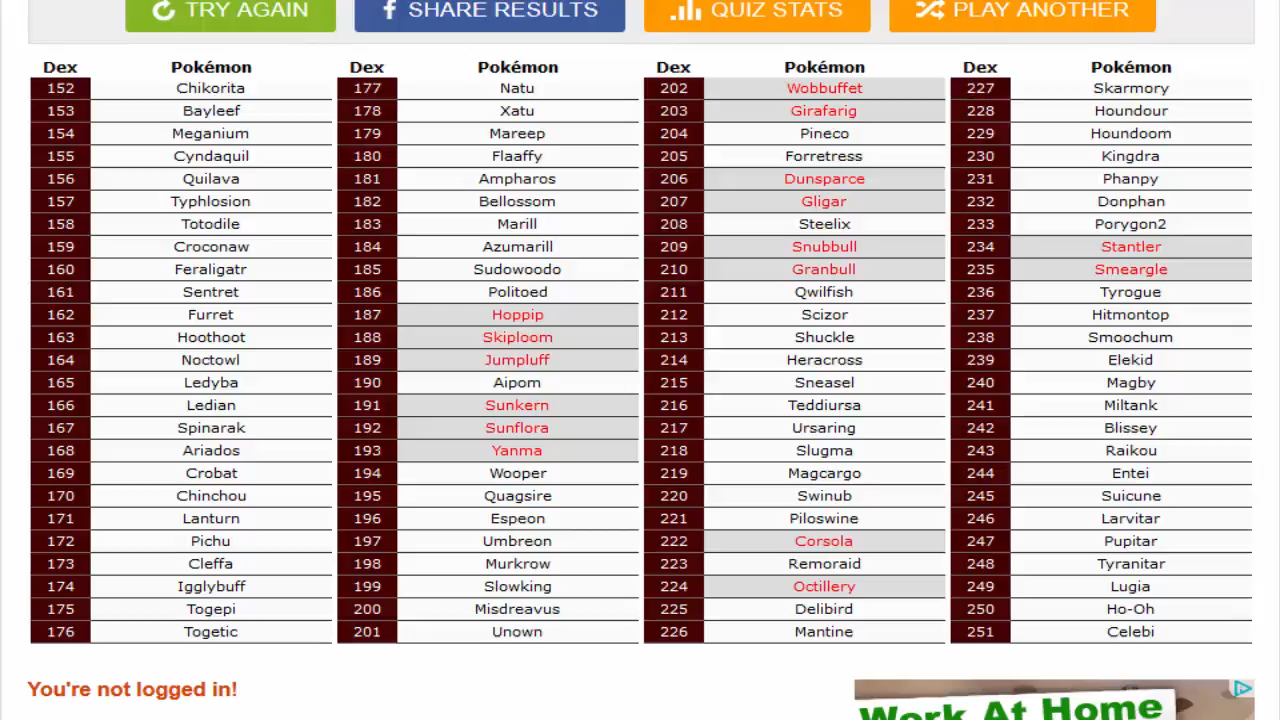 TRY AGAIN SHARE RESULTS QUIZ STATS PLAY ANOTHER
Dex Pokémon Dex Pokémon Dex Pokémon Dex Pokémon
152 Chikorita 177 Natu 202 Wobbuffet 227 Skarmory
153 Bayleef 178 Xatu 203 Girafarig 228 Houndour
154 Meganium 179 Mareep 204 Pineco 229 Houndoom
155 Cyndaquil 180 Flaaffy 205 Forretress 230 Kingdra
156 Quilava 181 Ampharos 206 Dunsparce 231 Phanpy
157 Typhlosion 182 Bellossom 207 Gligar 232 Donphan
158 Totodile 183 Marill 208 Steelix 233 Porygon2
159 Croconaw 184 Azumarill 209 Snubbull 234 Stantler
160 Feraligatr 185 Sudowoodo 210 Granbull 235 Smeargle
161 Sentret 186 Politoed 211 Qwilfish 236 Tyrogue
162 Furret 187 Hoppip 212 Scizor 237 Hitmontop
163 Hoothoot 188 Skiploom 213 Shuckle 238 Smoochum
164 Noctowl 189 Jumpluff 214 Heracross 239 Elekid
165 Ledyba 190 Aipom 215 Sneasel 240 Magby
166 Ledian 191 Sunkern 216 Teddiursa 241 Miltank
167 Spinarak 192 Sunflora 217 Ursaring 242 Blissey
168 Ariados 193 Yanma 218 Slugma 243 Raikou
169 Crobat 194 Wooper 219 Magcargo 244 Entei
170 Chinchou 195 Quagsire 220 Swinub 245 Suicune
171 Lanturn 196 Espeon 221 Piloswine 246 Larvitar
172 Pichu 197 Umbreon 222 Corsola 247 Pupitar
173 Cleffa 198 Murkrow 223 Remoraid 248 Tyranitar
174 Igglybuff 199 Slowking 224 Octillery 249 Lugia
175 Togepi 200 Misdreavus 225 Delibird 250 Ho-Oh
176 Togetic 201 Unown 226 Mantine 251 Celebi
You're not logged in!
Work At Home